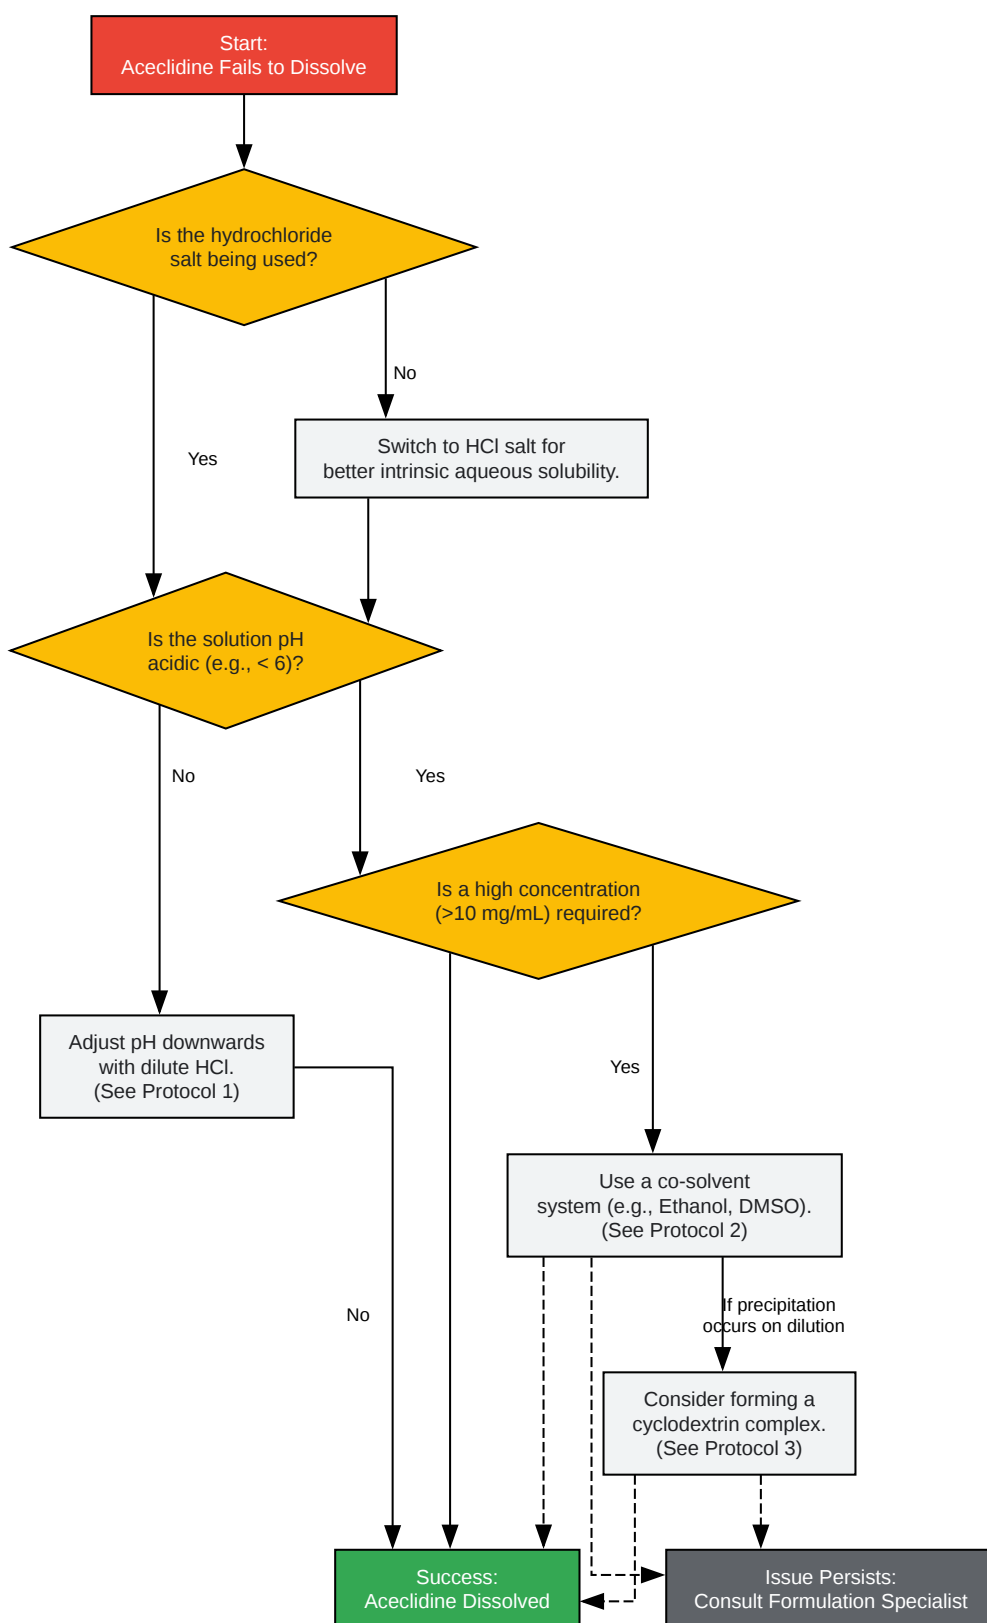 Start:
Aceclidine Fails to Dissolve
Is the hydrochloride
salt being used?
No
Switch to HCl salt for
better intrinsic aqueous solubility.
Yes
Is the solution pH
acidic (e.g., < 6)?
No
Yes
Is a high concentration
(>10 mg/mL) required?
Adjust pH downwards
with dilute HCl.
(See Protocol 1)
Yes
Use a co-solvent
system (e.g., Ethanol, DMSO).
(See Protocol 2)
No
If precipitation
occurs on dilution
Consider forming a
cyclodextrin complex.
(See Protocol 3)
Success:
Aceclidine Dissolved
Issue Persists:
Consult Formulation Specialist